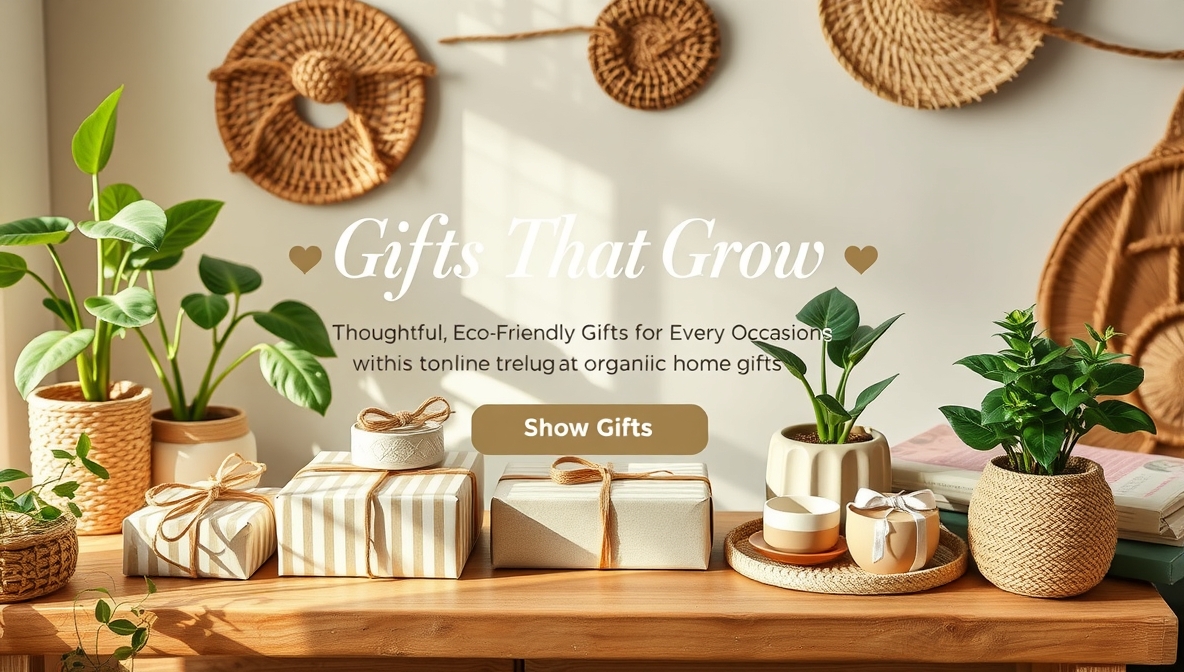 Gifts That Grow
Thoughtful, Eco-Friendly Gifts for Every Occasions
withis tonline trelug at organiic home gifts
Show Gifts